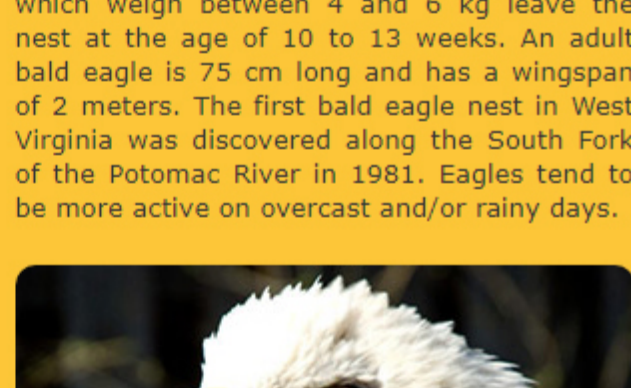 which weigh between 4 and 6 kg leave the
nest at the age of 10 to 13 weeks. An adult
bald eagle is 75 cm long and has a wingspan
of 2 meters. The first bald eagle nest in West
Virginia was discovered along the South Fork
of the Potomac River in 1981. Eagles tend to
be more active on overcast and/or rainy days.